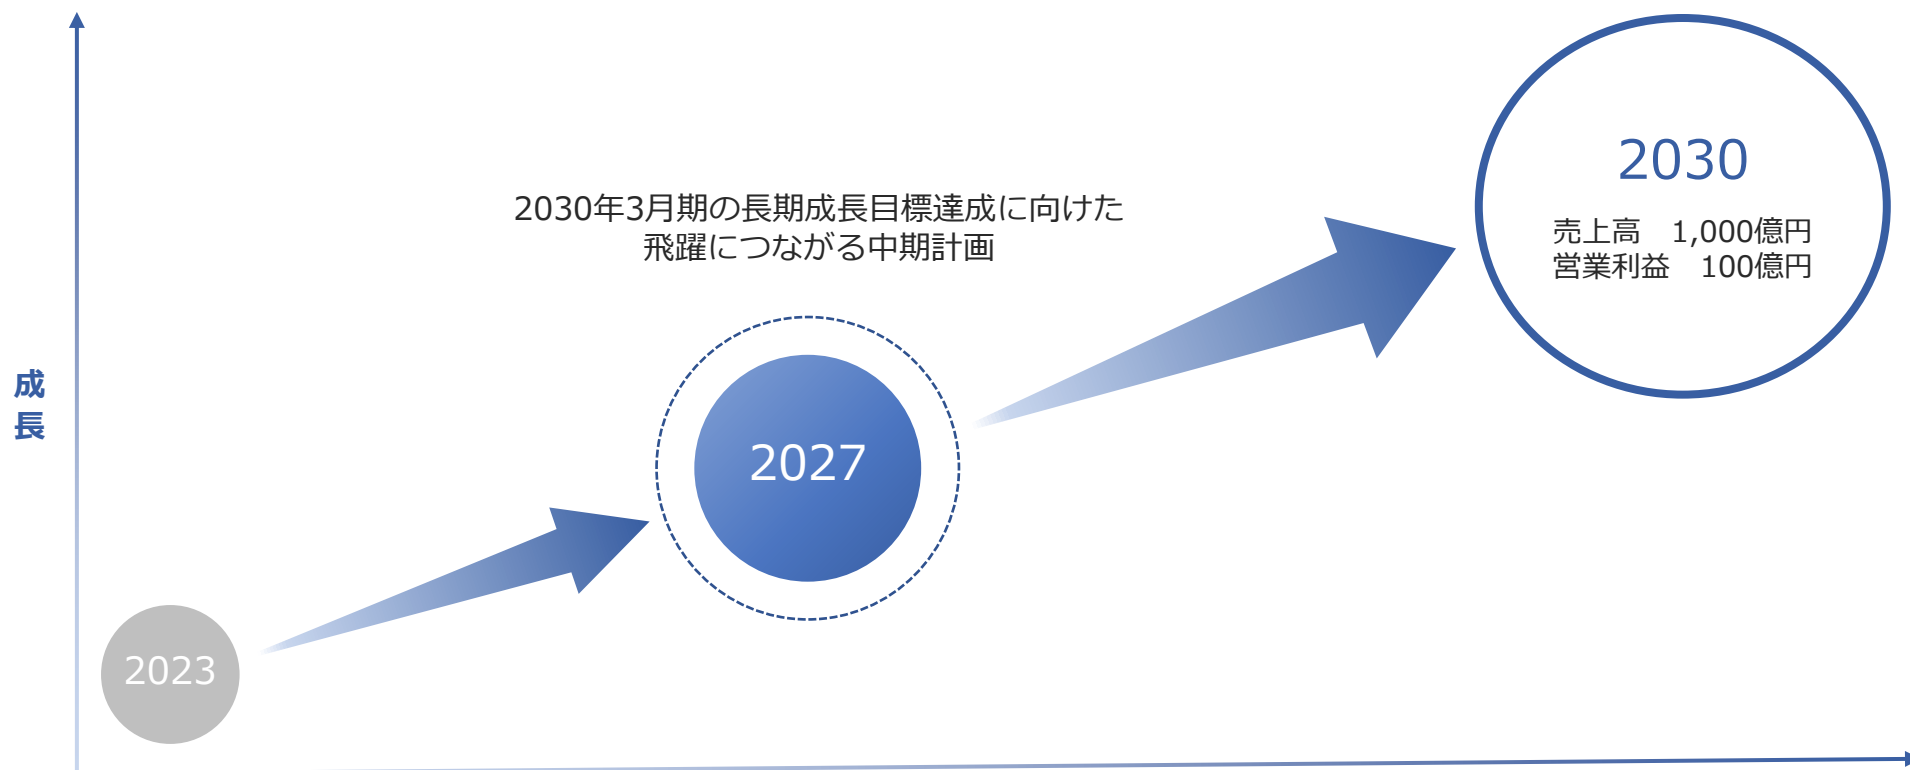 2030
売上高　1,000億円
営業利益　100億円
2030年3月期の長期成長目標達成に向けた
飛躍につながる中期計画
成
長
2027
2023